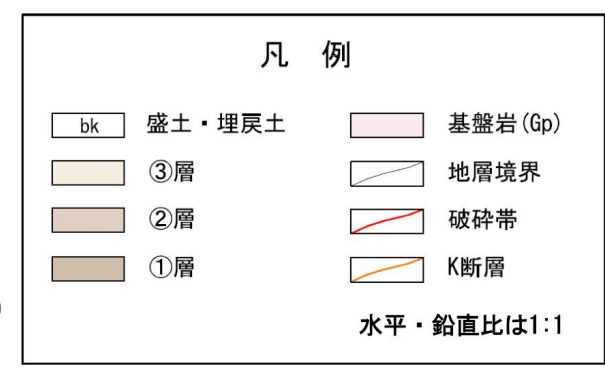 凡 例
bk 盛土・埋戻土
③層
②層
①層
基盤岩(Gp)
地層境界
破砕帯
K断層
水平・鉛直比は1:1